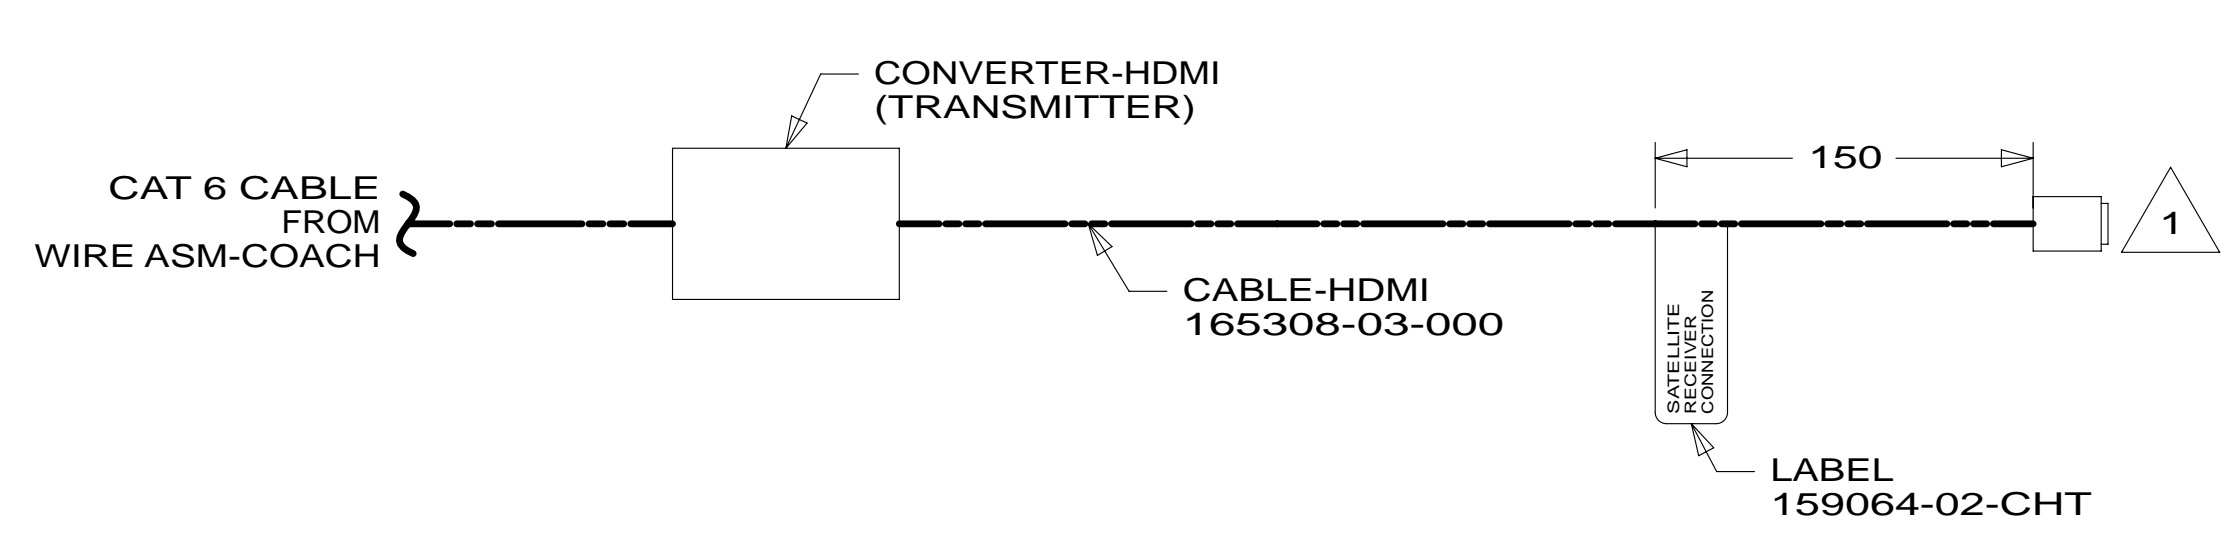 CONVERTER-HDMI
(TRANSMITTER)
150
CAT 6 CABLE
FROM
WIRE ASM-COACH
1
CABLE-HDMI
165308-03-000
SATELLITE
RECEIVER
CONNECTION
LABEL
159064-02-CHT